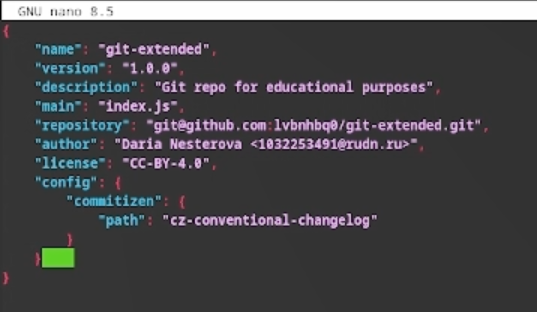 GNU nano 8.5
{
    "name": "git-extended",
    "version": "1.0.0",
    "description": "Git repo for educational purposes",
    "main": "index.js",
    "repository": "git@github.com:lvbnhbq0/git-extended.git",
    "author": "Daria Nesterova <1032253491@rudn.ru>",
    "license": "CC-BY-4.0",
    "config": {
        "commitizen": {
            "path": "cz-conventional-changelog"
        }
    }
}